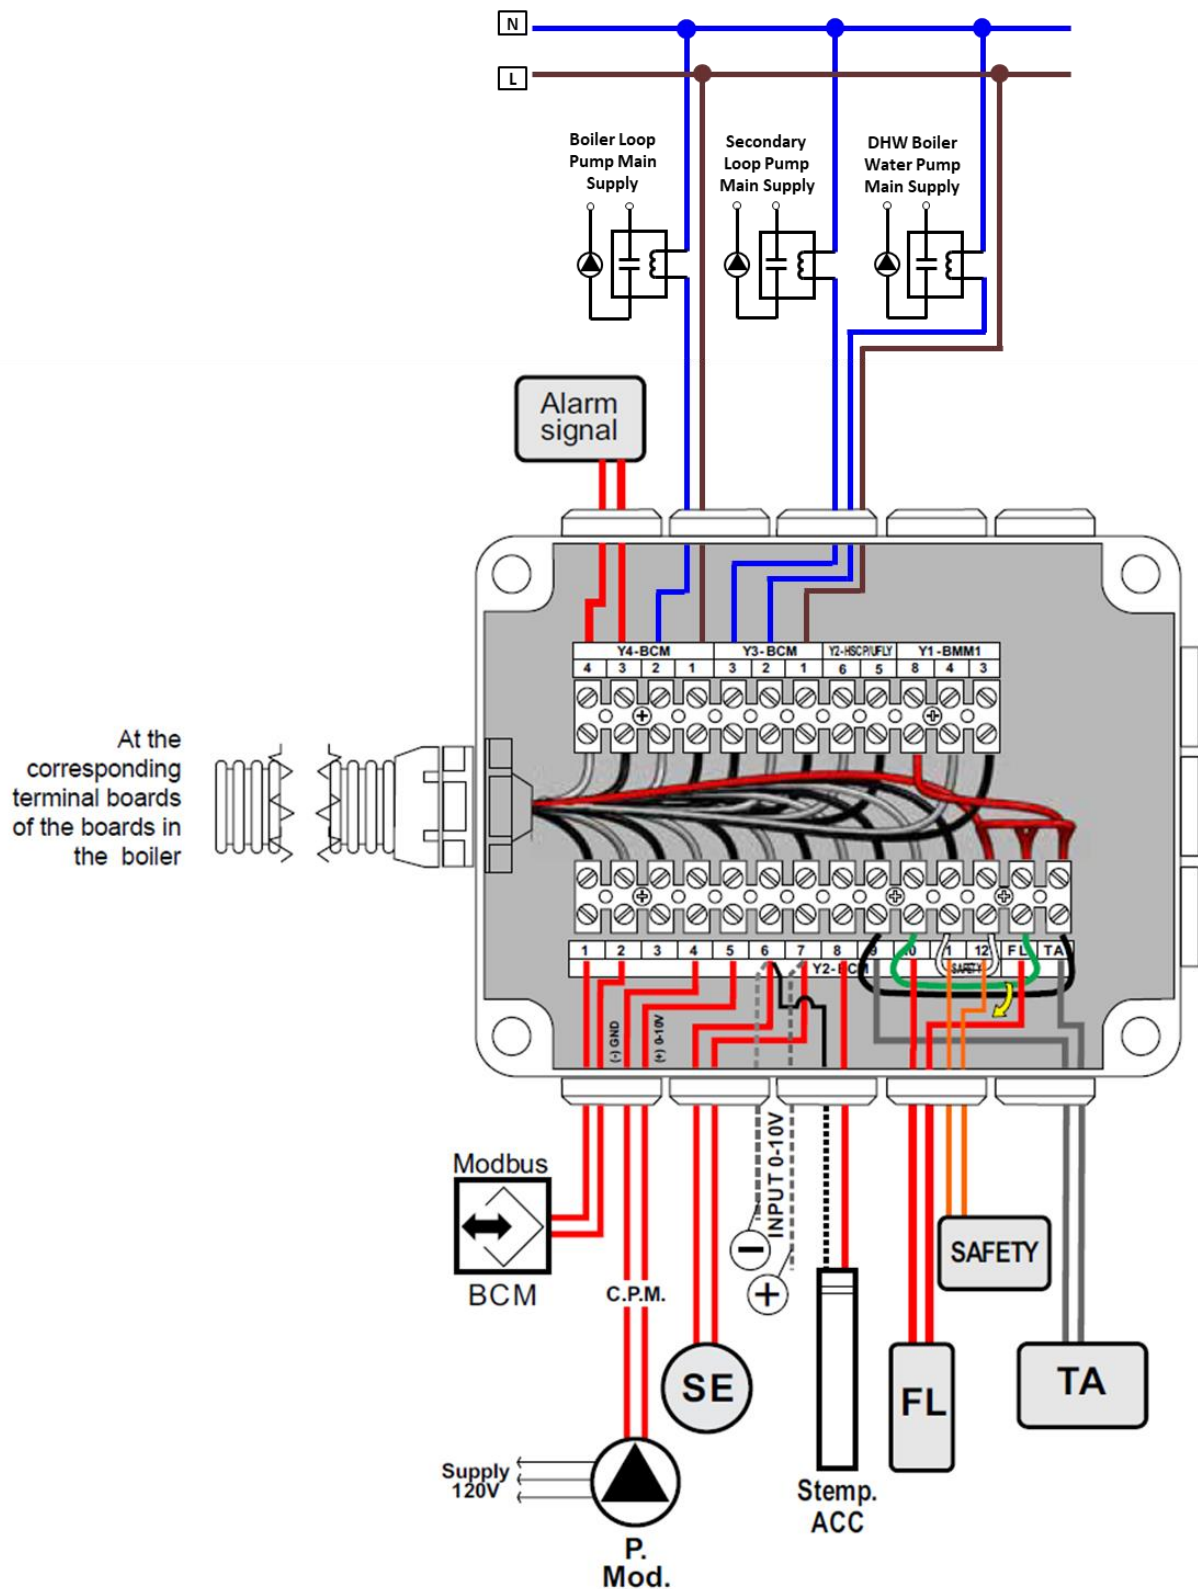 N
L
Boiler Loop
Pump Main
Supply
Secondary
Loop Pump
Main Supply
DHW Boiler
Water Pump
Main Supply
Alarm
signal
Y4-BCM Y3-BCM Y2-HSCP/UFLY Y1-BMM1
4 3 2 1 3 2 1 6 5 8 4 3
At the
corresponding
terminal boards
of the boards in
the boiler
1 2 3 4 5 6 7 8 9 10 11 12 FL TA
Y2-BCM SAFETY
(-) GND
(+) 0-10V
INPUT 0-10V
Modbus
BCM
C.P.M.
SAFETY
SE
FL
TA
Supply
120V
Stemp.
ACC
P.
Mod.